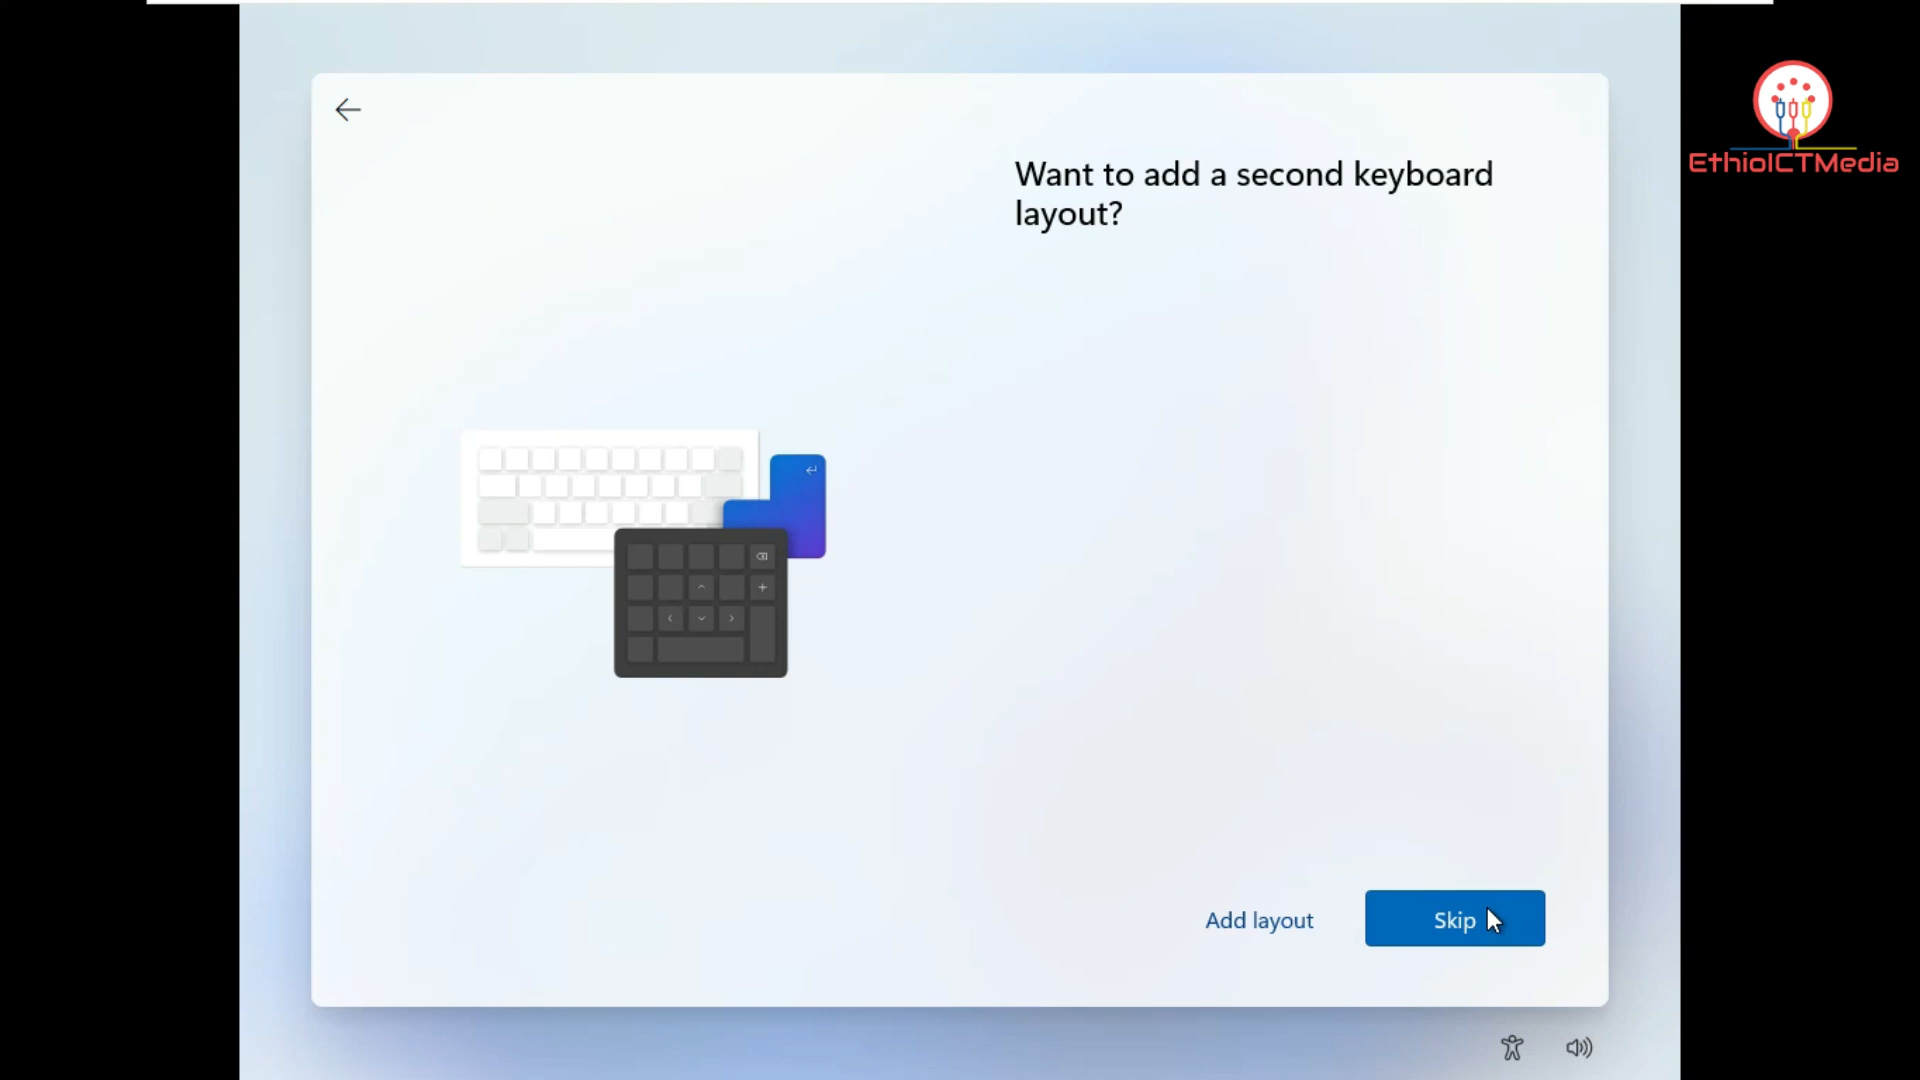 EthioICTMedia
Want to add a second keyboard
layout?
Add layout
Skip